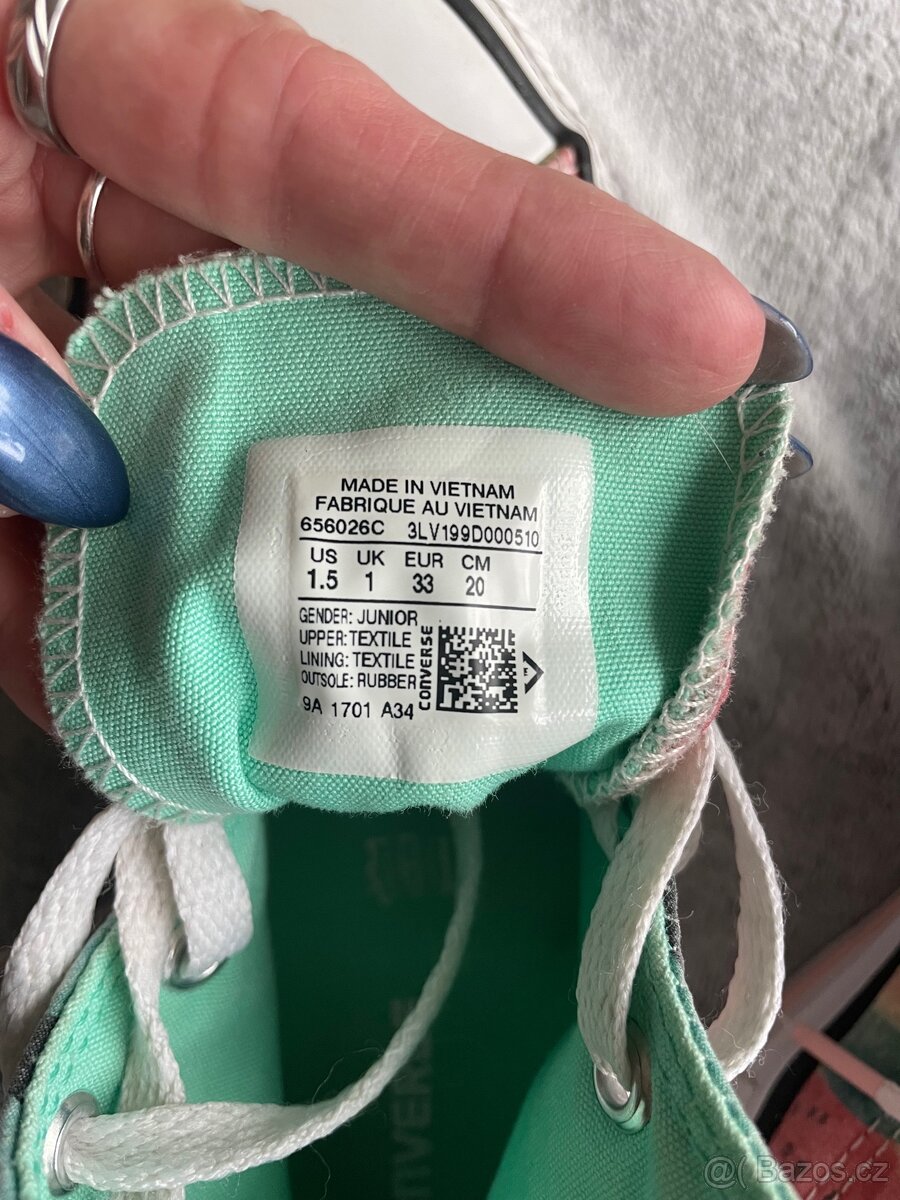 MADE IN VIETNAM
FABRIQUE AU VIETNAM
656026C 3LV199D000510
US UK EUR CM
1.5 1 33 20
GENDER: JUNIOR
UPPER: TEXTILE
LINING: TEXTILE
OUTSOLE: RUBBER
CONVERSE
9A 1701 A34
CONVERSE
@( Bazos.cz